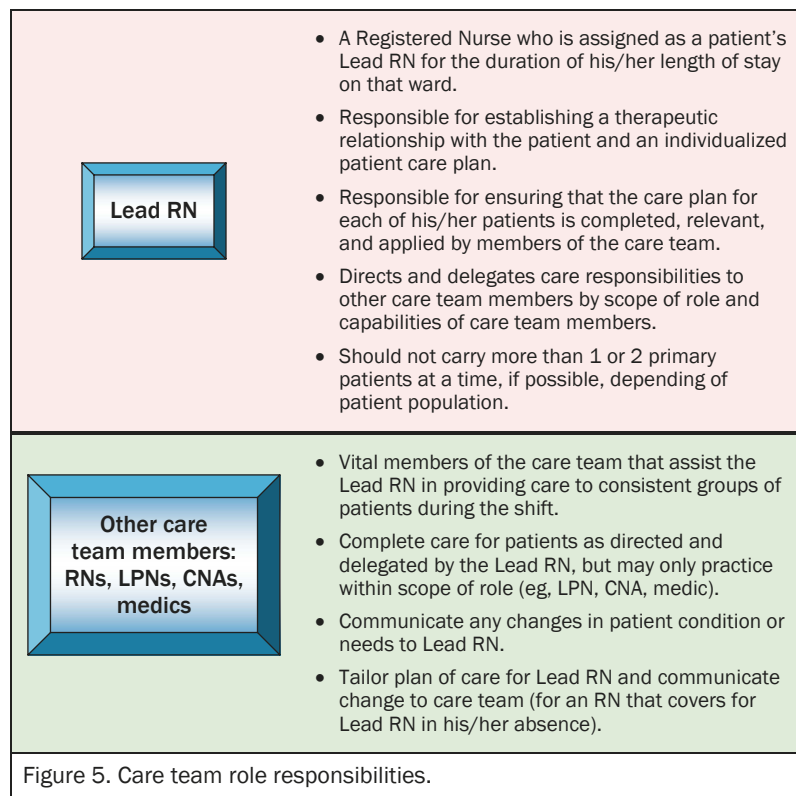 Lead RN
• A Registered Nurse who is assigned as a patient's
Lead RN for the duration of his/her length of stay
on that ward.
• Responsible for establishing a therapeutic
relationship with the patient and an individualized
patient care plan.
• Responsible for ensuring that the care plan for
each of his/her patients is completed, relevant,
and applied by members of the care team.
• Directs and delegates care responsibilities to
other care team members by scope of role and
capabilities of care team members.
• Should not carry more than 1 or 2 primary
patients at a time, if possible, depending of
patient population.
Other care
team members:
RNs, LPNs, CNAs,
medics
• Vital members of the care team that assist the
Lead RN in providing care to consistent groups of
patients during the shift.
• Complete care for patients as directed and
delegated by the Lead RN, but may only practice
within scope of role (eg, LPN, CNA, medic).
• Communicate any changes in patient condition or
needs to Lead RN.
• Tailor plan of care for Lead RN and communicate
change to care team (for an RN that covers for
Lead RN in his/her absence).
Figure 5. Care team role responsibilities.